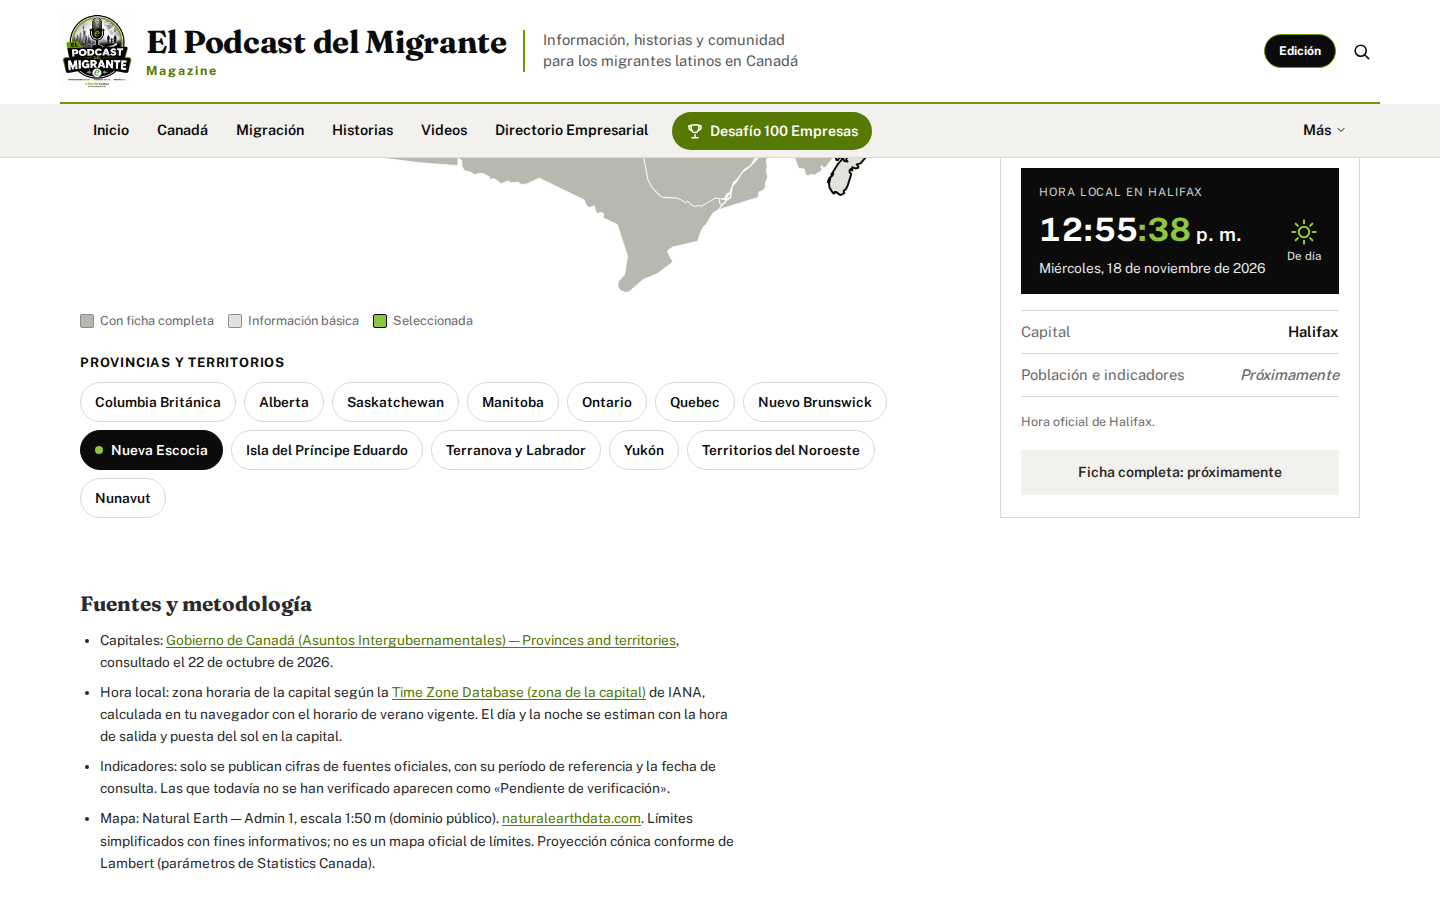 EL
PODCAST
DEL
MIGRANTE
El Podcast del Migrante
Magazine
Información, historias y comunidad
para los migrantes latinos en Canadá
Edición
Inicio
Canadá
Migración
Historias
Videos
Directorio Empresarial
Desafío 100 Empresas
Más
HORA LOCAL EN HALIFAX
12:55:38 p. m.
De día
Miércoles, 18 de noviembre de 2026
Con ficha completa
Información básica
Seleccionada
Capital
Halifax
Población e indicadores
Próximamente
Hora oficial de Halifax.
Ficha completa: próximamente
PROVINCIAS Y TERRITORIOS
Columbia Británica
Alberta
Saskatchewan
Manitoba
Ontario
Quebec
Nuevo Brunswick
Nueva Escocia
Isla del Príncipe Eduardo
Terranova y Labrador
Yukón
Territorios del Noroeste
Nunavut
Fuentes y metodología
• Capitales: Gobierno de Canadá (Asuntos Intergubernamentales) — Provinces and territories,
consultado el 22 de octubre de 2026.
• Hora local: zona horaria de la capital según la Time Zone Database (zona de la capital) de IANA,
calculada en tu navegador con el horario de verano vigente. El día y la noche se estiman con la hora
de salida y puesta del sol en la capital.
• Indicadores: solo se publican cifras de fuentes oficiales, con su período de referencia y la fecha de
consulta. Las que todavía no se han verificado aparecen como «Pendiente de verificación».
• Mapa: Natural Earth — Admin 1, escala 1:50 m (dominio público). naturalearthdata.com. Límites
simplificados con fines informativos; no es un mapa oficial de límites. Proyección cónica conforme de
Lambert (parámetros de Statistics Canada).